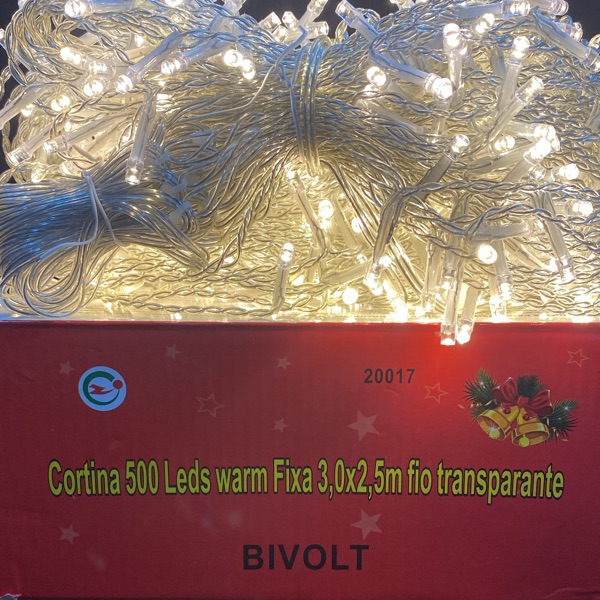 20017
Cortina 500 Leds warm Fixa 3,0x2,5m fio transparante
BIVOLT